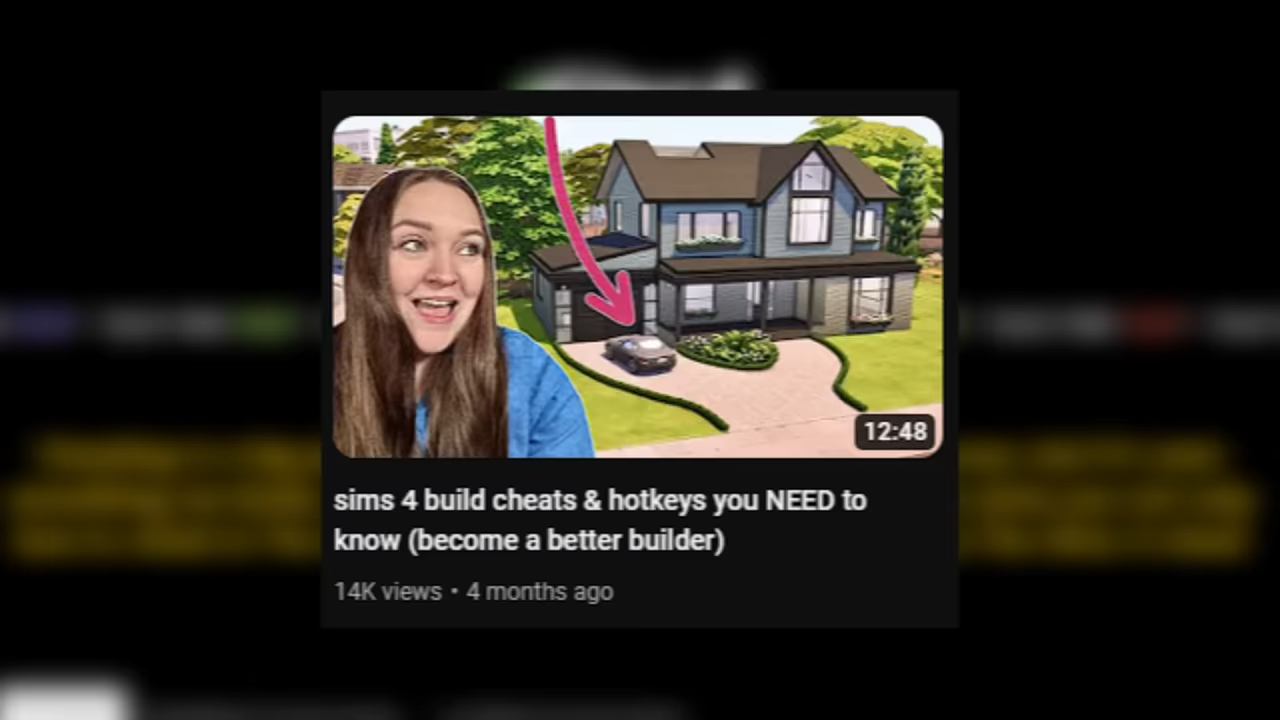 12:48
sims 4 build cheats & hotkeys you NEED to
know (become a better builder)
14K views • 4 months ago